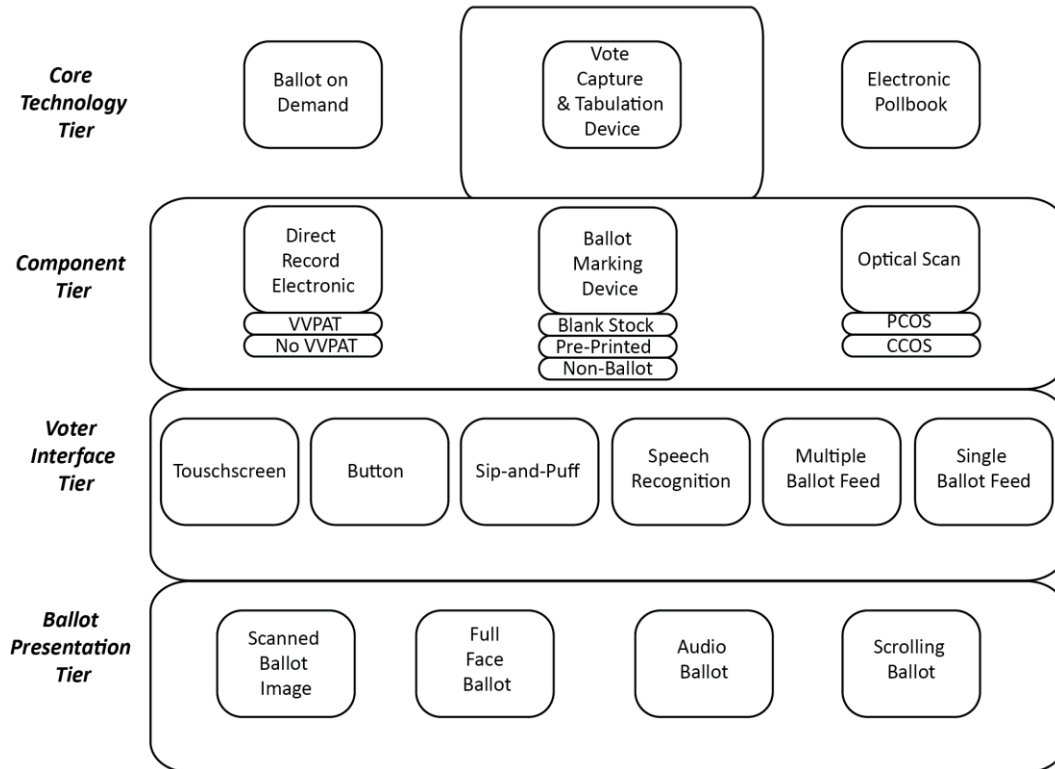 Core
Technology
Tier
Ballot on
Demand
Vote
Capture
& Tabulation
Device
Electronic
Pollbook
Component
Tier
Direct
Record
Electronic
VVPAT
No VVPAT
Ballot
Marking
Device
Blank Stock
Pre-Printed
Non-Ballot
Optical Scan
PCOS
CCOS
Voter
Interface
Tier
Touschscreen
Button
Sip-and-Puff
Speech
Recognition
Multiple
Ballot Feed
Single
Ballot Feed
Ballot
Presentation
Tier
Scanned
Ballot
Image
Full
Face
Ballot
Audio
Ballot
Scrolling
Ballot